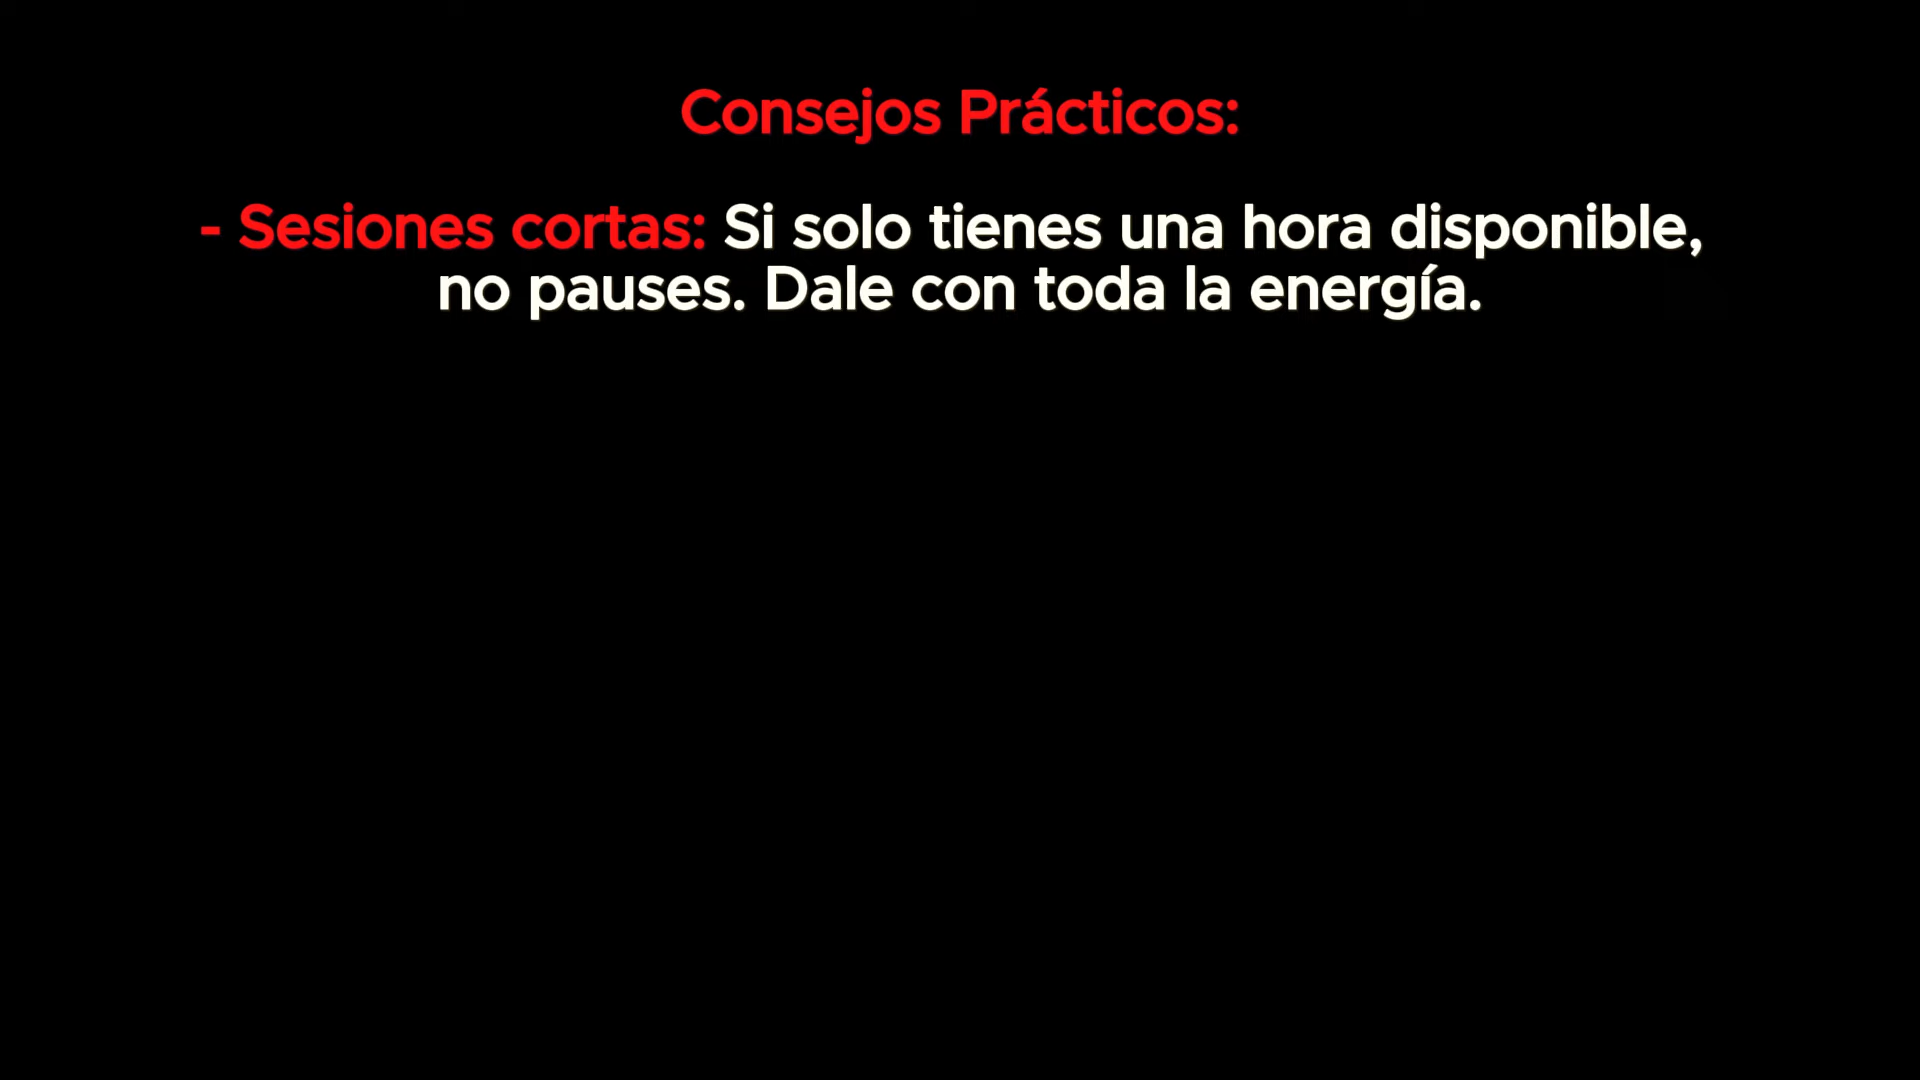 Consejos Prácticos:
- Sesiones cortas: Si solo tienes una hora disponible,
no pauses. Dale con toda la energía.